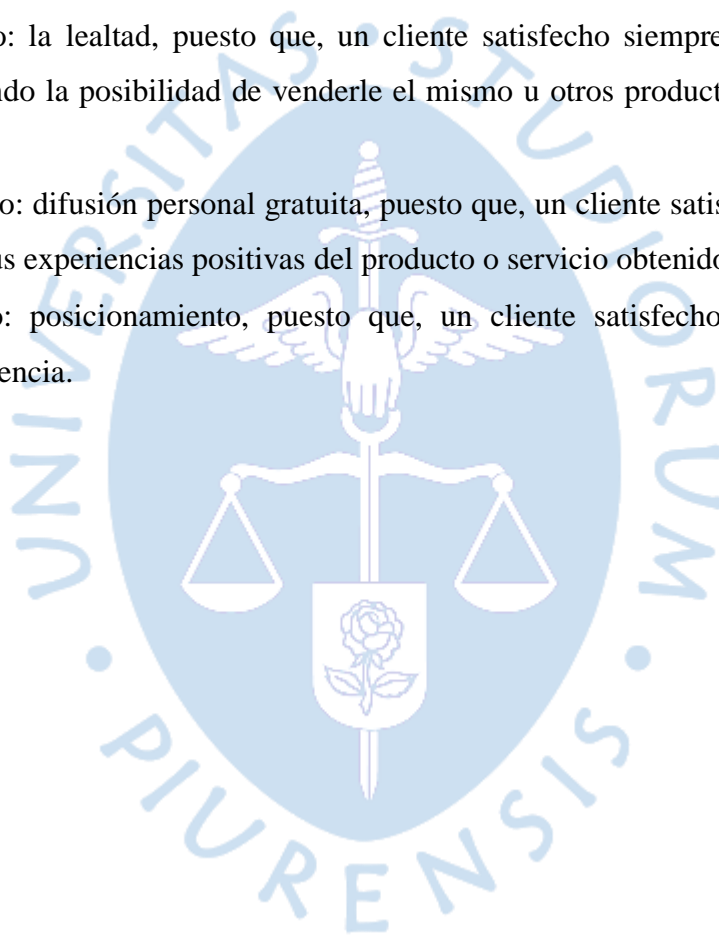 o: la lealtad, puesto que, un cliente satisfecho siempre
ndo la posibilidad de venderle el mismo u otros product
o: difusión personal gratuita, puesto que, un cliente satis
us experiencias positivas del producto o servicio obtenido
o: posicionamiento, puesto que, un cliente satisfecho
encia.
UNIVERSITAS • STUDIORUM
• PIURENSIS •